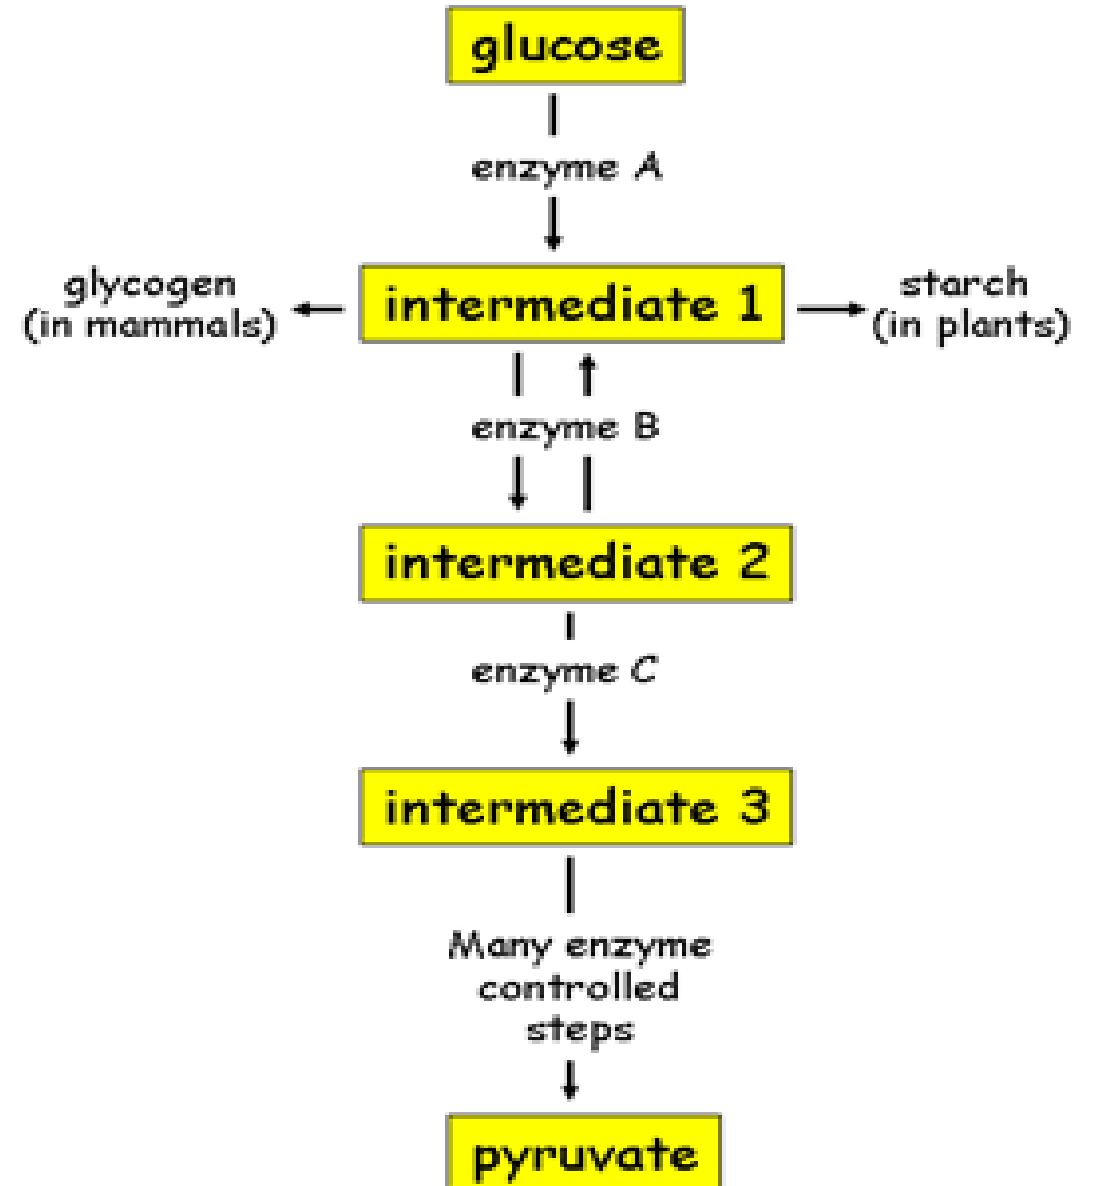 glucose
enzyme A
glycogen
(in mammals)
intermediate 1
starch
(in plants)
enzyme B
intermediate 2
enzyme C
intermediate 3
Many enzyme
controlled
steps
pyruvate